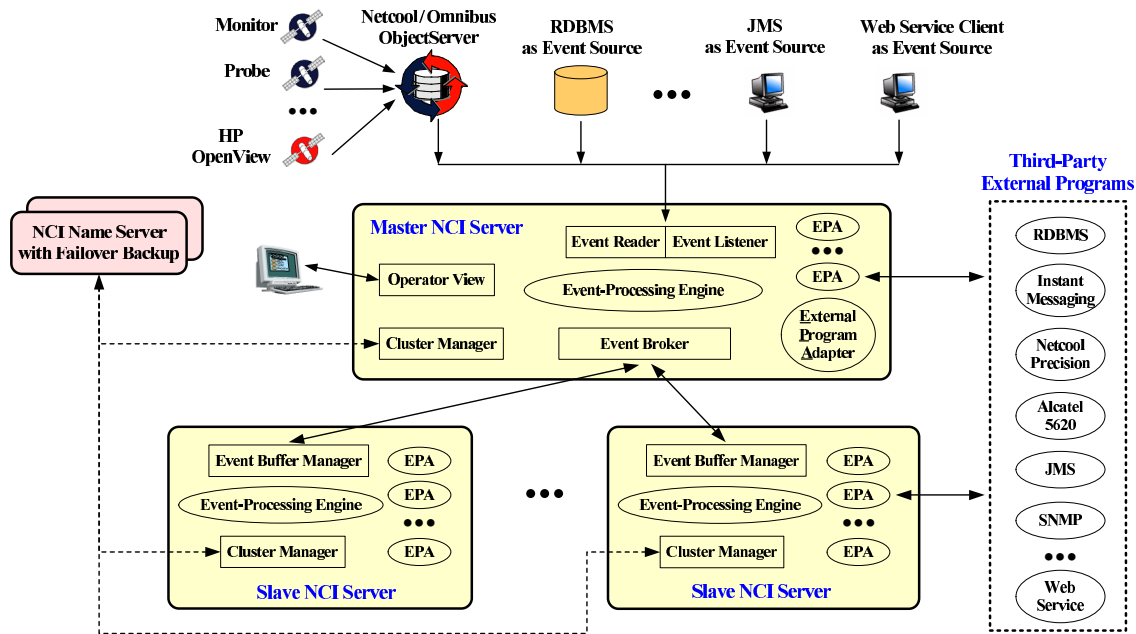 Monitor
Probe
•••
HP
OpenView
Netcool/Omnibus
ObjectServer
RDBMS
as Event Source
•••
JMS
as Event Source
Web Service Client
as Event Source
NCI Name Server
with Failover Backup
Master NCI Server
Event Reader
Event Listener
EPA
•••
EPA
Operator View
Event-Processing Engine
External
Program
Adapter
Cluster Manager
Event Broker
Third-Party
External Programs
RDBMS
Instant
Messaging
Netcool
Precision
Alcatel
5620
JMS
SNMP
•••
Web
Service
Event Buffer Manager
EPA
Event-Processing Engine
EPA
•••
Cluster Manager
EPA
Slave NCI Server
•••
Event Buffer Manager
EPA
Event-Processing Engine
EPA
•••
Cluster Manager
EPA
Slave NCI Server